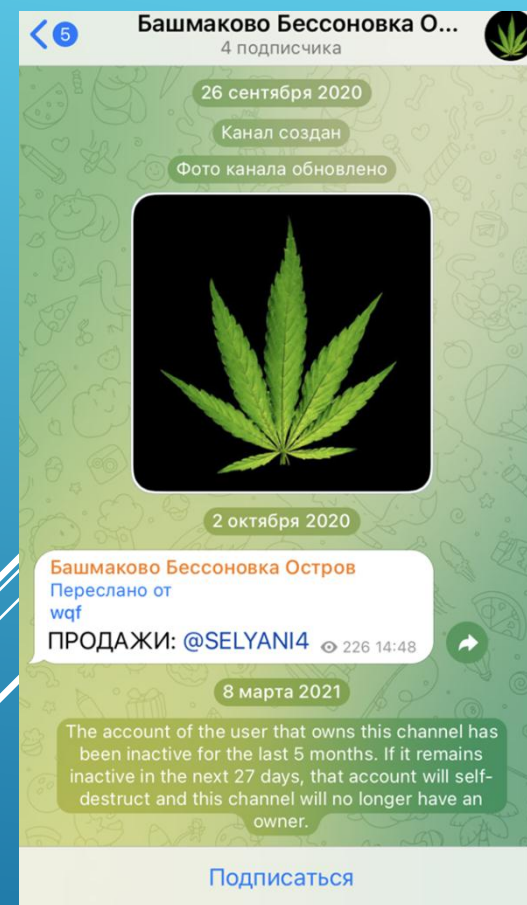 5
Башмаково Бессоновка О...
4 подписчика
26 сентября 2020
Канал создан
Фото канала обновлено
2 октября 2020
Башмаково Бессоновка Остров
Переслано от
wqf
ПРОДАЖИ: @SELYANI4 226 14:48
8 марта 2021
The account of the user that owns this channel has
been inactive for the last 5 months. If it remains
inactive in the next 27 days, that account will self-
destruct and this channel will no longer have an
owner.
Подписаться